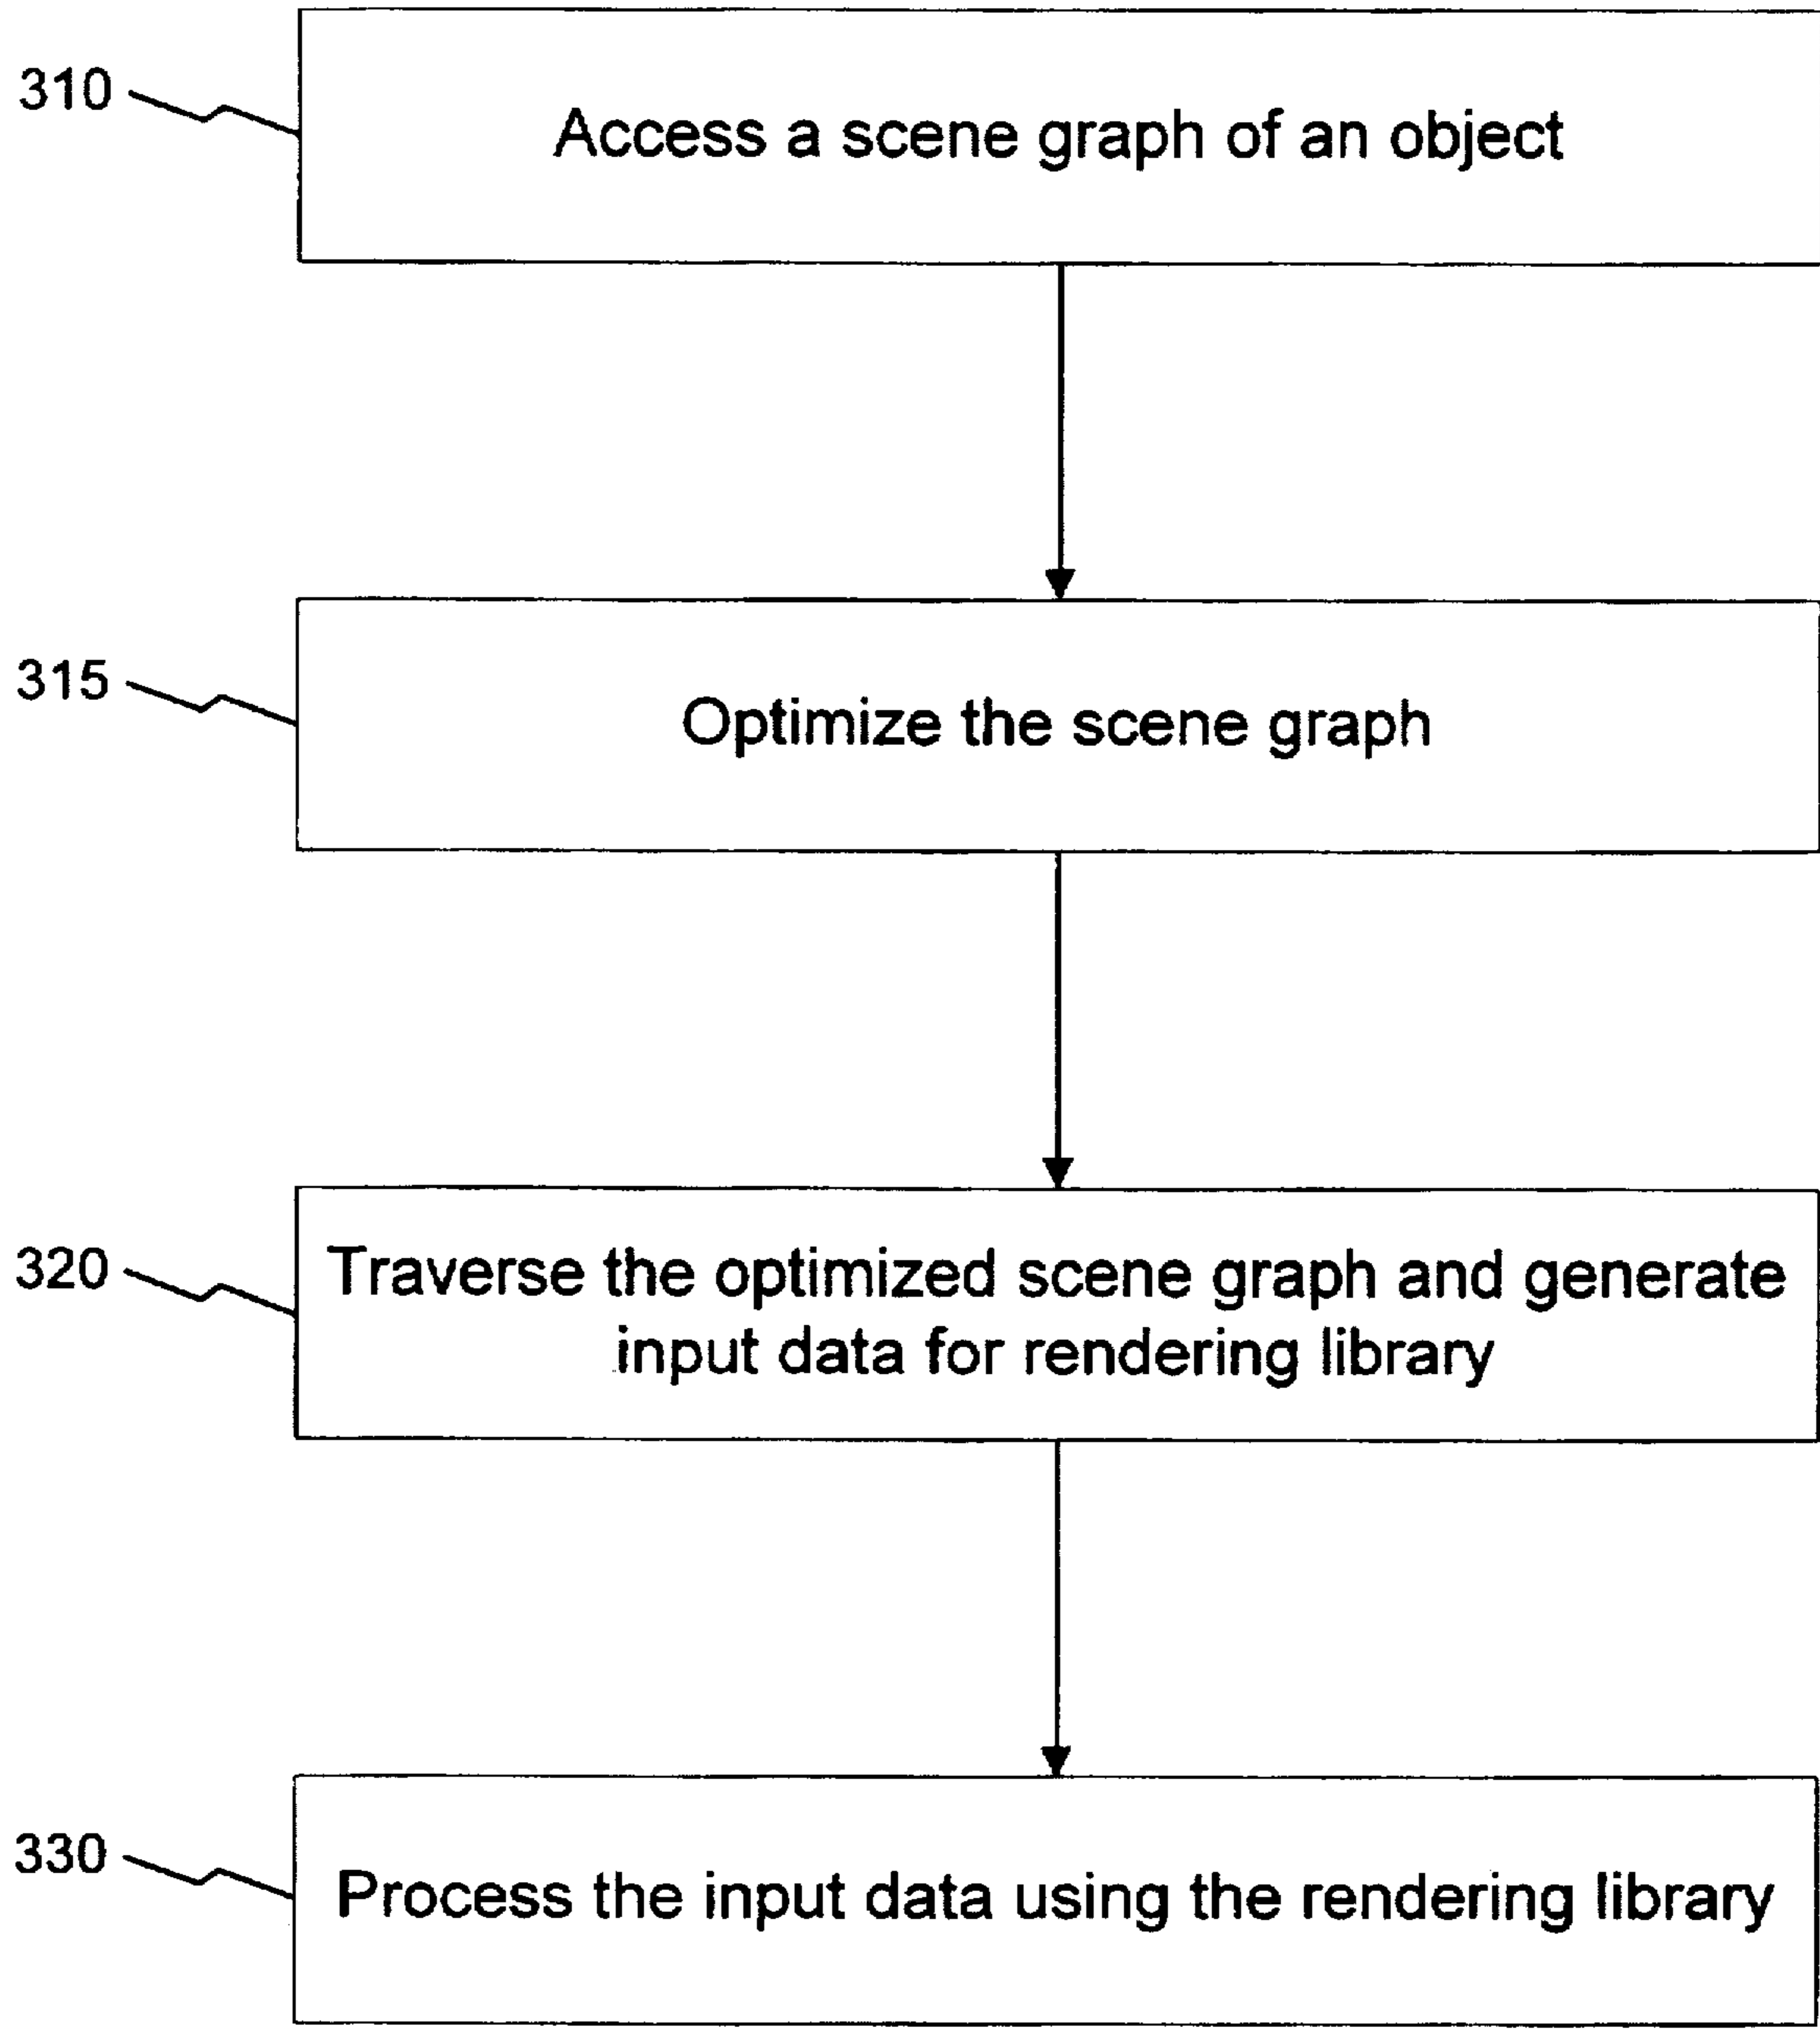 310
Access a scene graph of an object
315
Optimize the scene graph
320
Traverse the optimized scene graph and generate
input data for rendering library
330
Process the input data using the rendering library